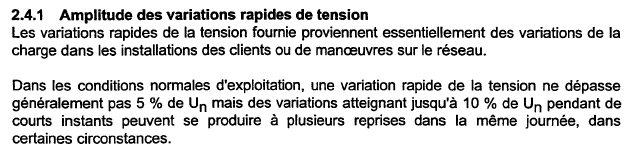 2.4.1 Amplitude des variations rapides de tension
Les variations rapides de la tension fournie proviennent essentiellement des variations de la
charge dans les installations des clients ou de manœuvres sur le réseau.
Dans les conditions normales d'exploitation, une variation rapide de la tension ne dépasse
généralement pas 5 % de Un mais des variations atteignant jusqu'à 10 % de Un pendant de
courts instants peuvent se produire à plusieurs reprises dans la même journée, dans
certaines circonstances.